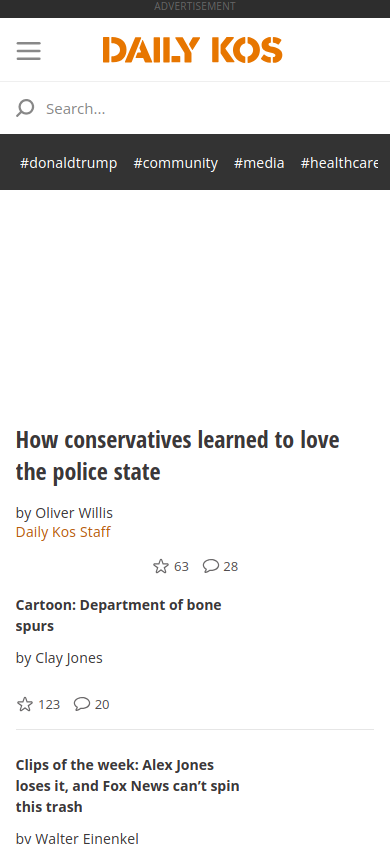 ADVERTISEMENT
DAILY KOS
Search...
#donaldtrump #community #media #healthcare
How conservatives learned to love
the police state
by Oliver Willis
Daily Kos Staff
63 28
Cartoon: Department of bone
spurs
by Clay Jones
123 20
Clips of the week: Alex Jones
loses it, and Fox News can’t spin
this trash
by Walter Einenkel